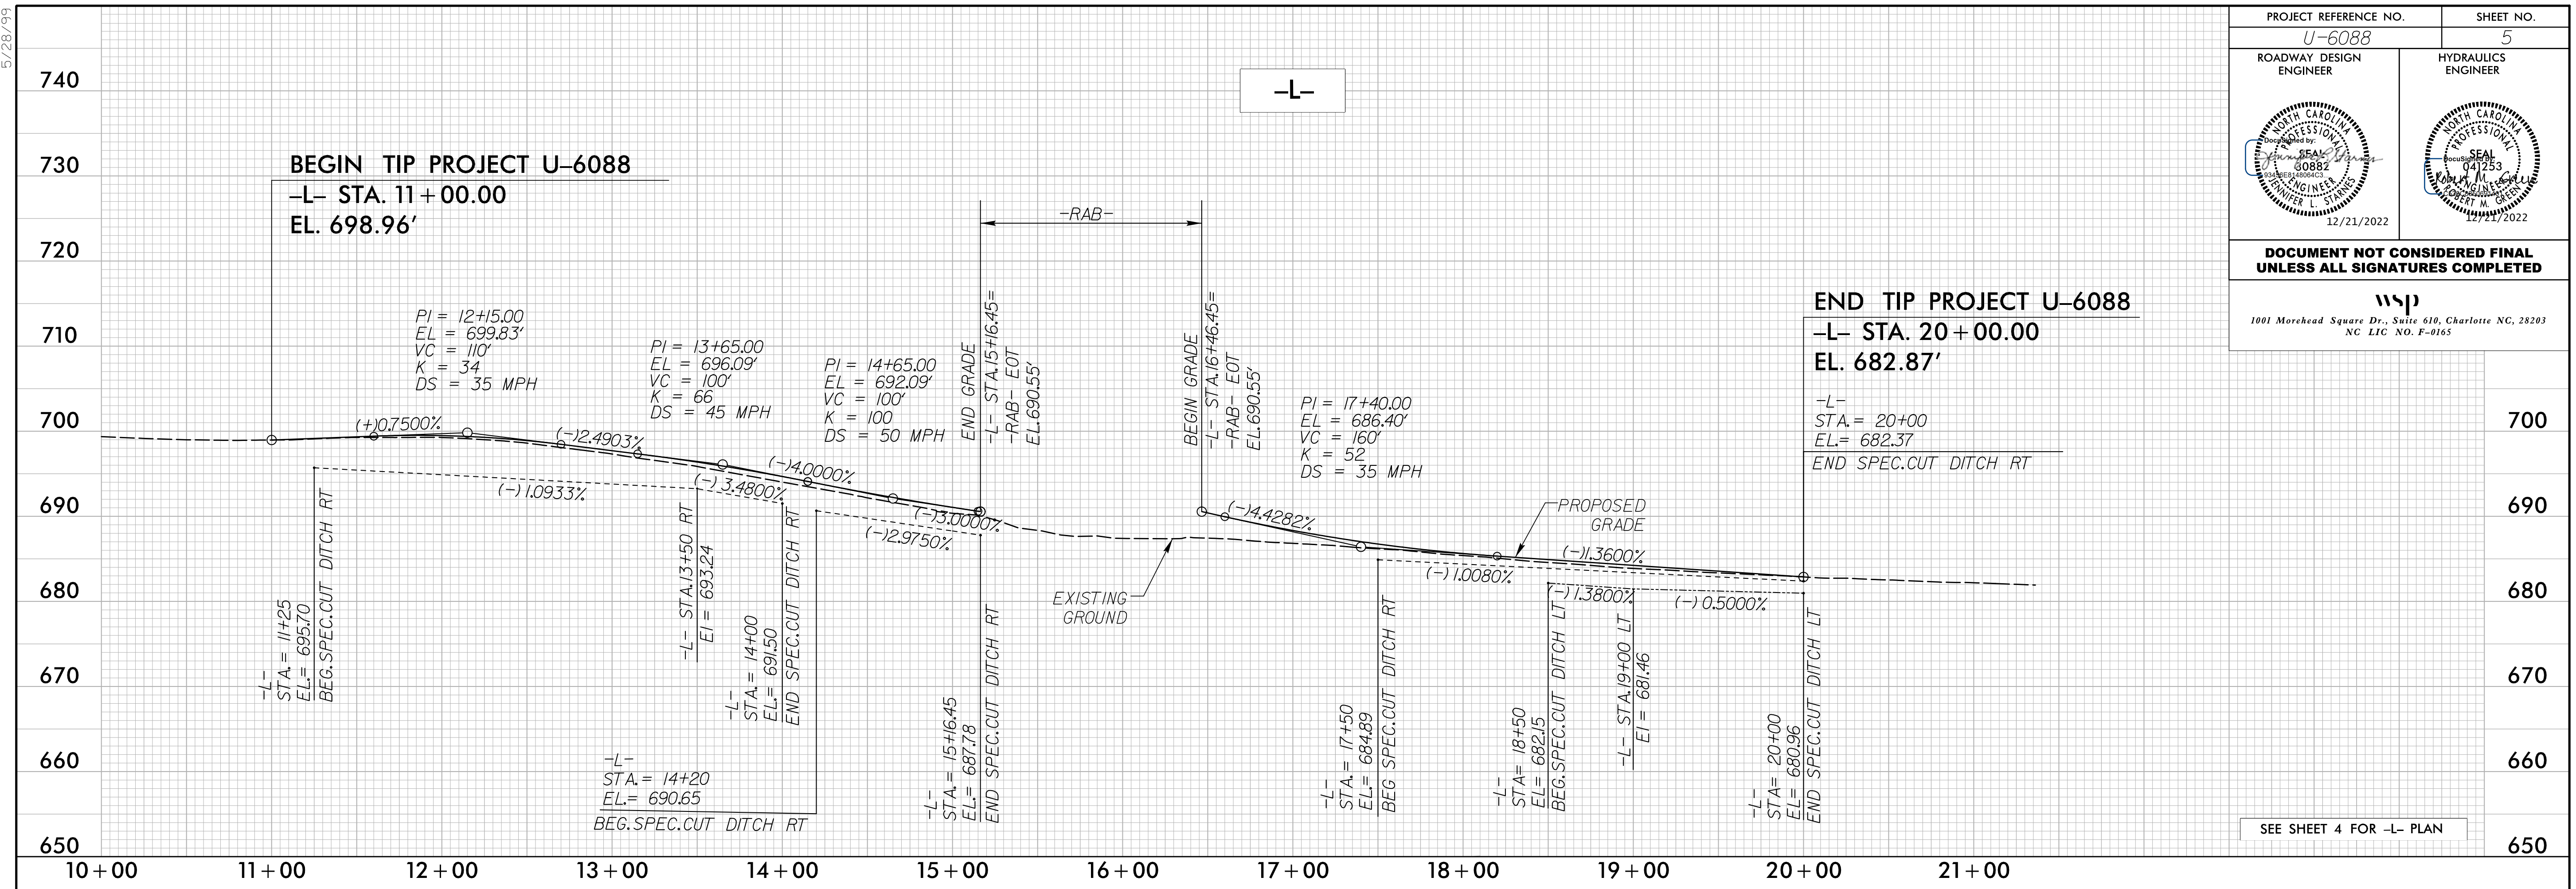 5/28/99
PROJECT REFERENCE NO.
SHEET NO.
U-6088
5
ROADWAY DESIGN
ENGINEER
HYDRAULICS
ENGINEER
NORTH CAROLINA
PROFESSIONAL
DocuSigned by:
SEAL
30882
ENGINEER
JENNIFER L. STARNES
12/21/2022
NORTH CAROLINA
PROFESSIONAL
SEAL
DocuSigned by:
041253
ENGINEER
ROBERT M. GREEN
12/21/2022
DOCUMENT NOT CONSIDERED FINAL
UNLESS ALL SIGNATURES COMPLETED
wsp
1001 Morehead Square Dr., Suite 610, Charlotte NC, 28203
NC LIC NO. F-0165
-L-
740
730
720
710
700
690
680
670
660
650
BEGIN TIP PROJECT U-6088
-L- STA. 11+00.00
EL. 698.96'
PI = 12+15.00
EL = 699.83'
VC = 110'
K = 34
DS = 35 MPH
PI = 13+65.00
EL = 696.09'
VC = 100'
K = 66
DS = 45 MPH
PI = 14+65.00
EL = 692.09'
VC = 100'
K = 100
DS = 50 MPH
-RAB-
END GRADE
-L- STA.15+16.45=
-RAB- EOT
EL.690.55'
BEGIN GRADE
-L- STA.16+46.45=
-RAB- EOT
EL.690.55'
PI = 17+40.00
EL = 686.40'
VC = 160'
K = 52
DS = 35 MPH
END TIP PROJECT U-6088
-L- STA. 20+00.00
EL. 682.87'
-L-
STA.= 20+00
EL.= 682.37
END SPEC.CUT DITCH RT
(+)0.7500%
(-)2.4903%
(-)4.0000%
(-)3.0000%
(-)4.4282%
(-)1.3600%
(-)1.0933%
(-)3.4800%
(-)2.9750%
(-)1.0080%
(-)1.3800%
(-)0.5000%
PROPOSED
GRADE
EXISTING
GROUND
-L-
STA.= 11+25
EL.= 695.70
BEG.SPEC.CUT DITCH RT
-L- STA.13+50 RT
El = 693.24
-L-
STA.= 14+00
EL.= 691.50
END SPEC.CUT DITCH RT
-L-
STA.= 14+20
EL.= 690.65
BEG.SPEC.CUT DITCH RT
-L-
STA.= 15+16.45
EL.= 687.78
END SPEC.CUT DITCH RT
-L-
STA.= 17+50
EL.= 684.89
BEG SPEC.CUT DITCH RT
-L-
STA= 18+50
EL= 682.15
BEG.SPEC.CUT DITCH LT
-L- STA.19+00 LT
El = 681.46
-L-
STA= 20+00
EL= 680.96
END SPEC.CUT DITCH LT
700
690
680
670
660
650
SEE SHEET 4 FOR -L- PLAN
10+00 11+00 12+00 13+00 14+00 15+00 16+00 17+00 18+00 19+00 20+00 21+00